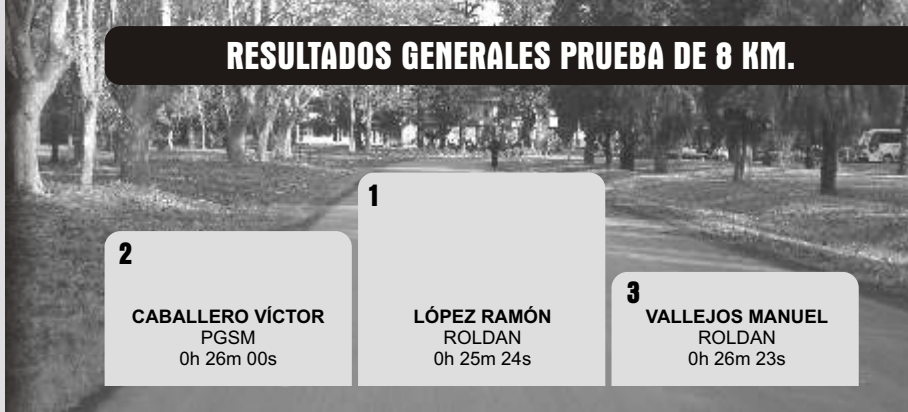 RESULTADOS GENERALES PRUEBA DE 8 KM.
1
LÓPEZ RAMÓN
ROLDAN
0h 25m 24s
2
CABALLERO VÍCTOR
PGSM
0h 26m 00s
3
VALLEJOS MANUEL
ROLDAN
0h 26m 23s